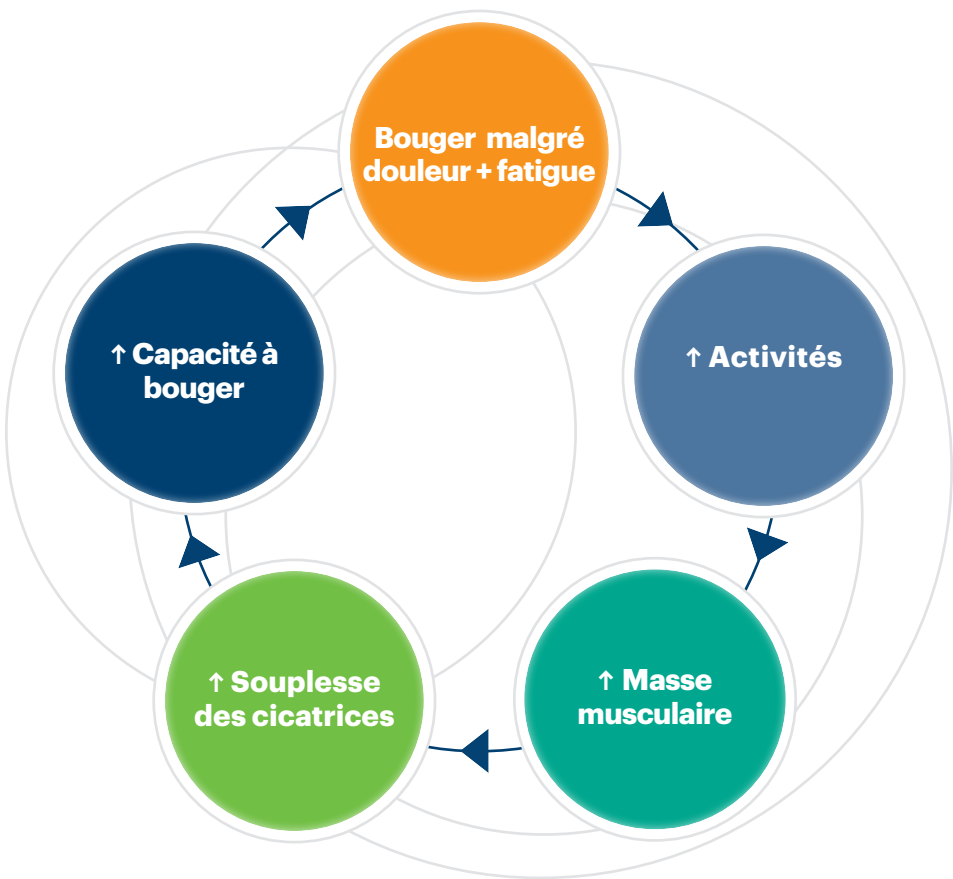 Bouger malgré
douleur + fatigue
↑ Activités
↑ Masse
musculaire
↑ Souplesse
des cicatrices
↑ Capacité à
bouger